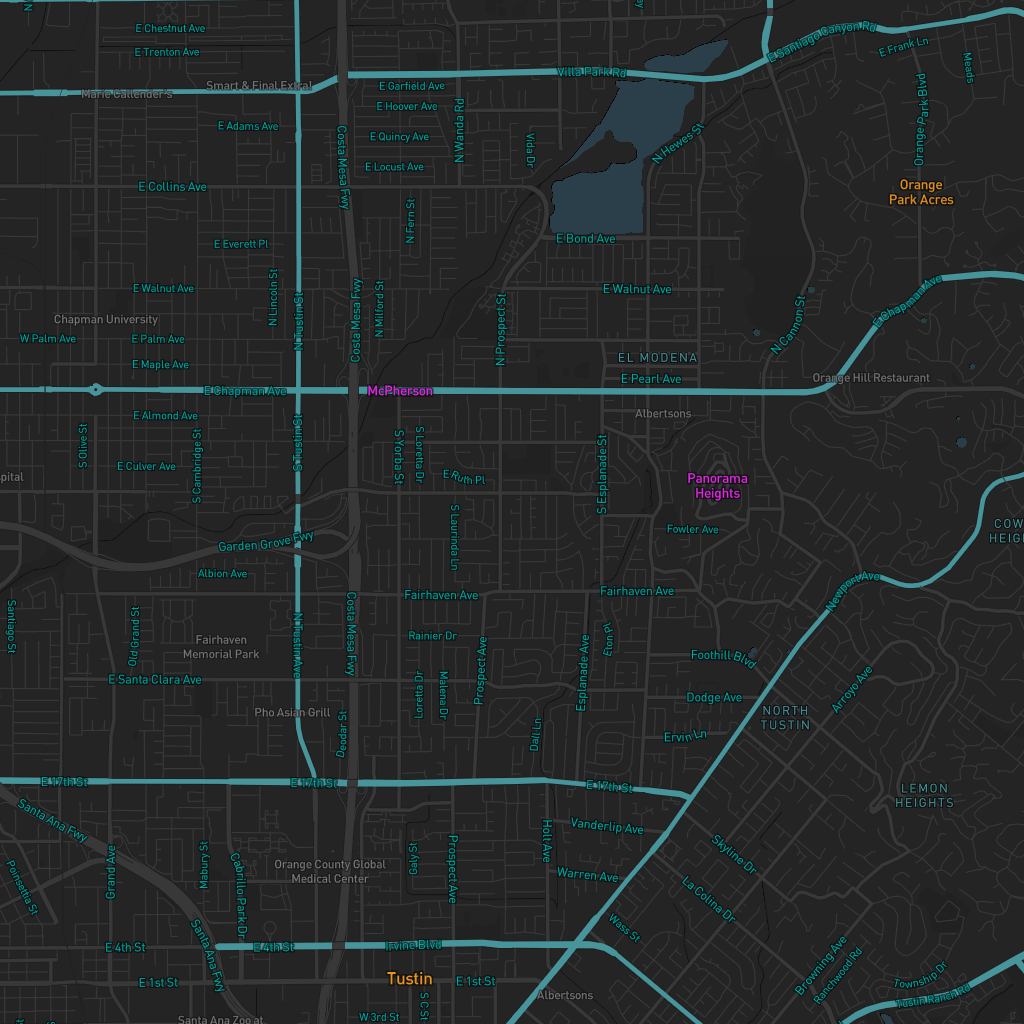 E Chestnut Ave
E Trenton Ave
E Santiago Canyon Rd
E Frank Ln
Meads
Villa Park Rd
Smart & Final Extra!
Marie Callender's
E Garfield Ave
E Hoover Ave
N Wanda Rd
Orange Park Blvd
E Adams Ave
Costa Mesa Fwy
E Quincy Ave
Vida Dr
N Hewes St
E Locust Ave
E Collins Ave
Orange
Park Acres
N Fern St
E Everett Pl
E Bond Ave
E Walnut Ave
N Lincoln St
N Tustin St
Costa Mesa Fwy
N Milford St
N Prospect St
E Walnut Ave
N Cannon St
E Chapman Ave
Chapman University
W Palm Ave
E Palm Ave
E Maple Ave
EL MODENA
E Pearl Ave
Orange Hill Restaurant
E Chapman Ave
McPherson
E Almond Ave
Albertsons
S Olive St
S Cambridge St
S Tustin St
S Yorba St
S Loretta Dr
S Esplanade St
E Culver Ave
pital
E Ruth Pl
Panorama
Heights
S Laurinda Ln
Fowler Ave
COW
HEIGH
Garden Grove Fwy
Albion Ave
Newport Ave
Fairhaven Ave
Fairhaven Ave
Santiago St
Old Grand St
Fairhaven
Memorial Park
N Tustin Ave
Costa Mesa Fwy
Rainier Dr
Eton Pl
Foothill Blvd
E Santa Clara Ave
Loretta Dr
Malena Dr
Prospect Ave
Esplanade Ave
Dodge Ave
Arroyo Ave
Pho Asian Grill
Deodar St
Dall Ln
Ervin Ln
NORTH
TUSTIN
E 17th St
E 17th St
E 17th St
LEMON
HEIGHTS
Santa Ana Fwy
Vanderlip Ave
Holt Ave
Skyline Dr
Poinsettia St
Grand Ave
Mabury St
Cabrillo Park Dr
Orange County Global
Medical Center
Galy St
Prospect Ave
Warren Ave
La Colina Dr
Wass St
E 4th St
Santa Ana Fwy
E 4th St
Irvine Blvd
Browning Ave
Ranchwood Rd
E 1st St
Tustin
E 1st St
Township Dr
Tustin Ranch Rd
Albertsons
S C St
W 3rd St
Santa Ana Zoo at